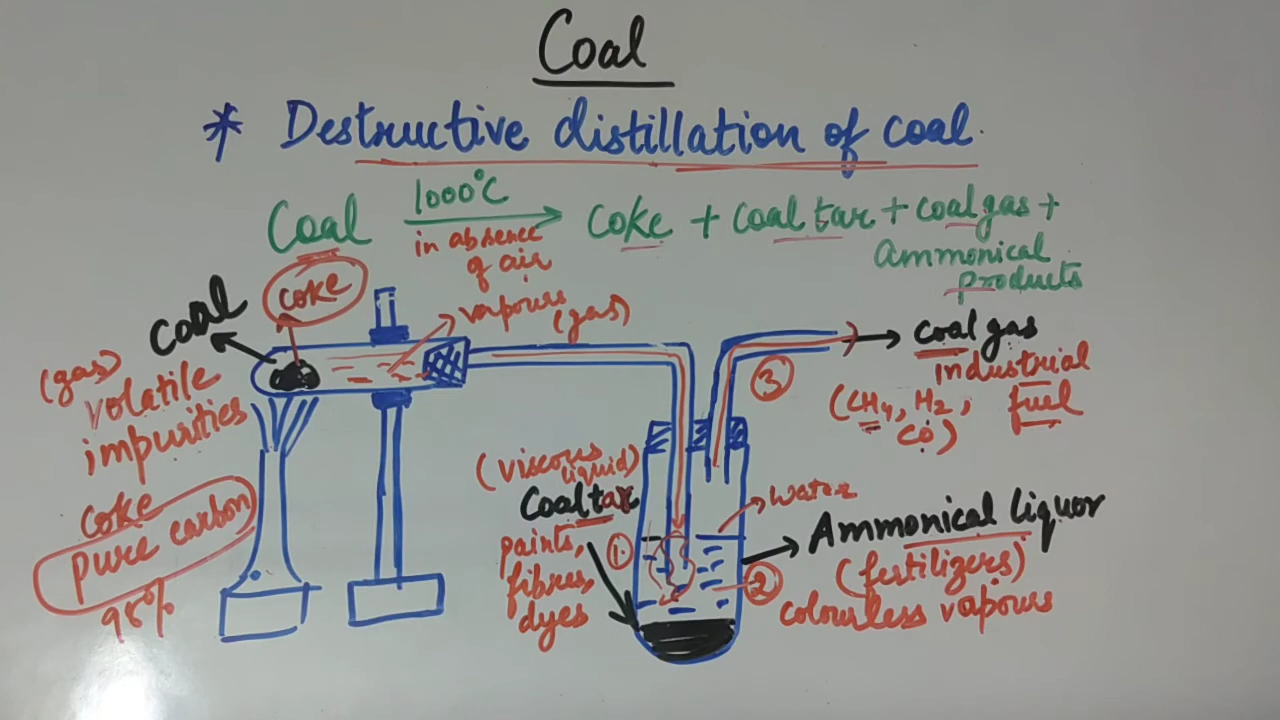 Coal
* Destructive distillation of coal.
Coal 1000°C coke + coal tar + coal gas +
in absence
of air
Ammonical
products
coke
coal
vapours
(gas)
(gas)
volatile
impurities
coke
pure carbon
98%
coal gas
industrial
fuel
(CH4, H2,
CO)
3
(viscous
liquid)
Coal tar
paints,
fibres,
dyes
1.
water
Ammonical liquor
(fertilizers)
2
colourless vapours